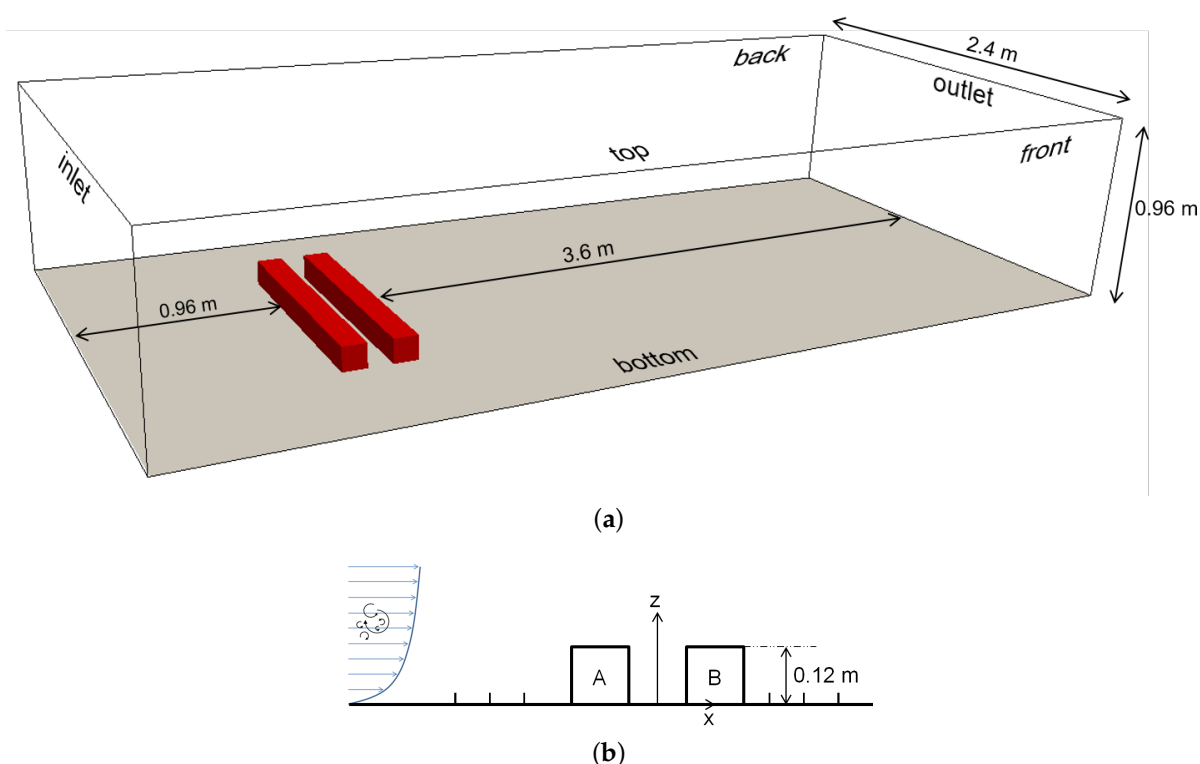 2.4 m
back
outlet
top
front
inlet
0.96 m
3.6 m
0.96 m
bottom
(a)
z
A
B
0.12 m
x
(b)